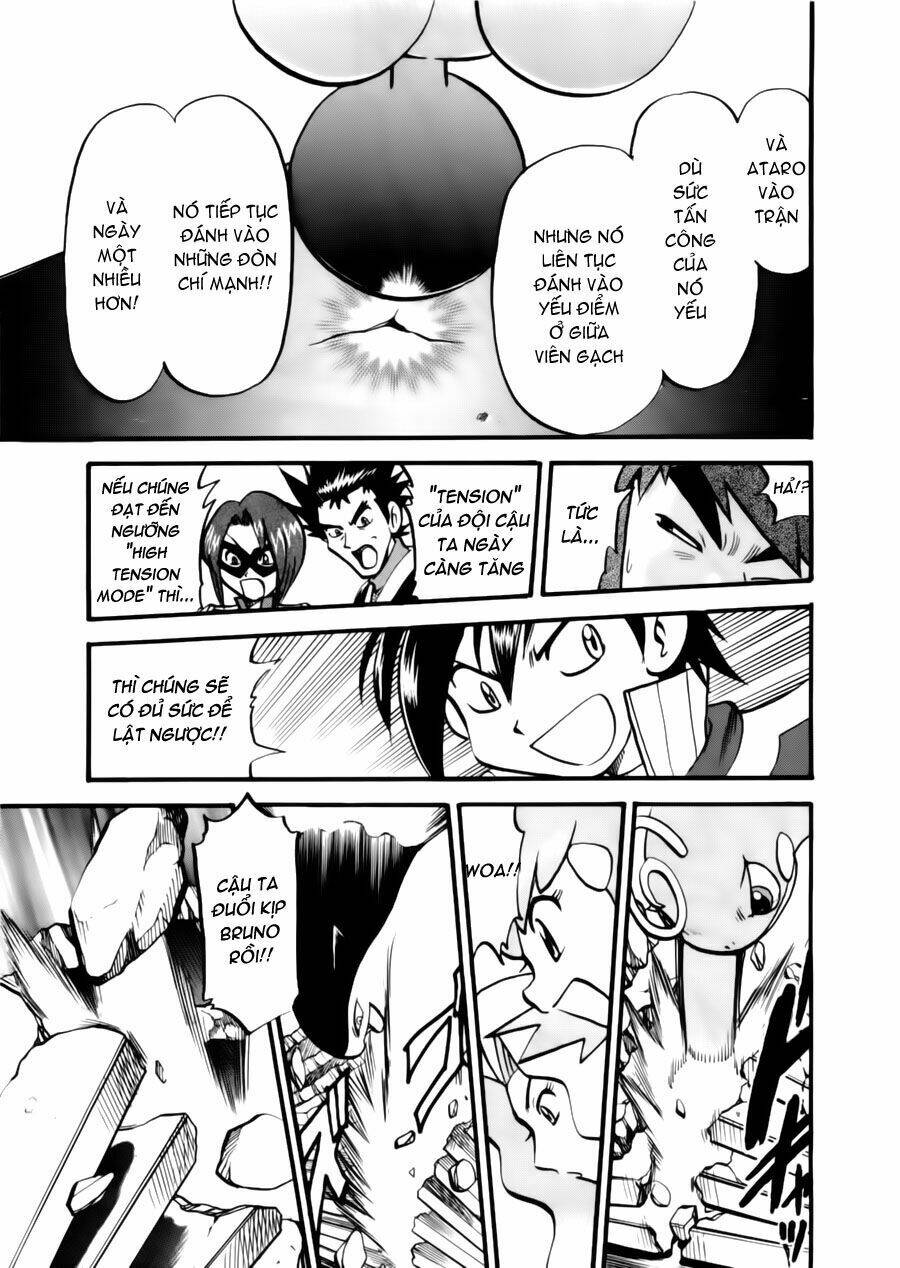 VÀ
ATARO
VÀO
TRẬN
DÙ
SỨC
TẤN
CÔNG
CỦA
NÓ
YẾU
NHƯNG NÓ
LIÊN TỤC
ĐÁNH VÀO
YẾU ĐIỂM
Ở GIỮA
VIÊN GẠCH
NÓ TIẾP TỤC
ĐÁNH VÀO
NHỮNG ĐÒN
CHÍ MẠNH!!
VÀ
NGÀY
MỘT
NHIỀU
HƠN!
HẢ!?
TỨC
LÀ...
"TENSION"
CỦA ĐỘI CẬU
TA NGÀY
CÀNG TĂNG
NẾU CHÚNG
ĐẠT ĐẾN
NGƯỠNG
"HIGH
TENSION
MODE" THÌ...
THÌ CHÚNG SẼ
CÓ ĐỦ SỨC ĐỂ
LẬT NGƯỢC!!
WOA!!
CẬU TA
ĐUỔI KỊP
BRUNO
RỒI!!